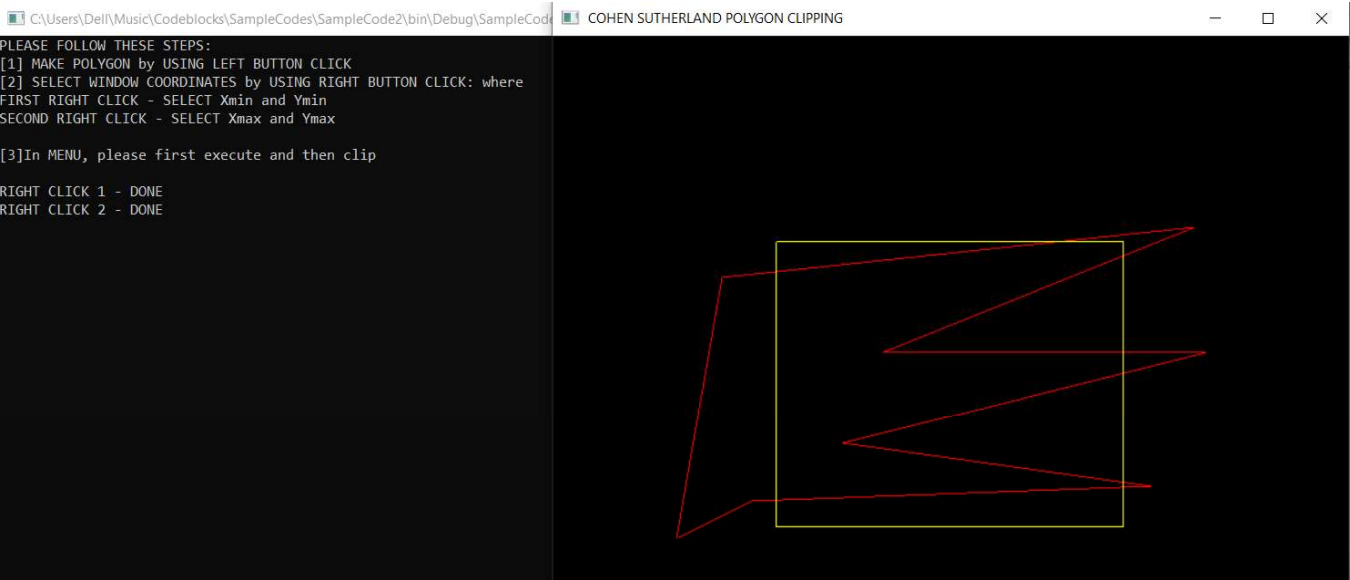 C:\Users\Dell\Music\Codeblocks\SampleCodes\SampleCode2\bin\Debug\SampleCode
COHEN SUTHERLAND POLYGON CLIPPING
PLEASE FOLLOW THESE STEPS:
[1] MAKE POLYGON by USING LEFT BUTTON CLICK
[2] SELECT WINDOW COORDINATES by USING RIGHT BUTTON CLICK: where
FIRST RIGHT CLICK - SELECT Xmin and Ymin
SECOND RIGHT CLICK - SELECT Xmax and Ymax
[3]In MENU, please first execute and then clip
RIGHT CLICK 1 - DONE
RIGHT CLICK 2 - DONE